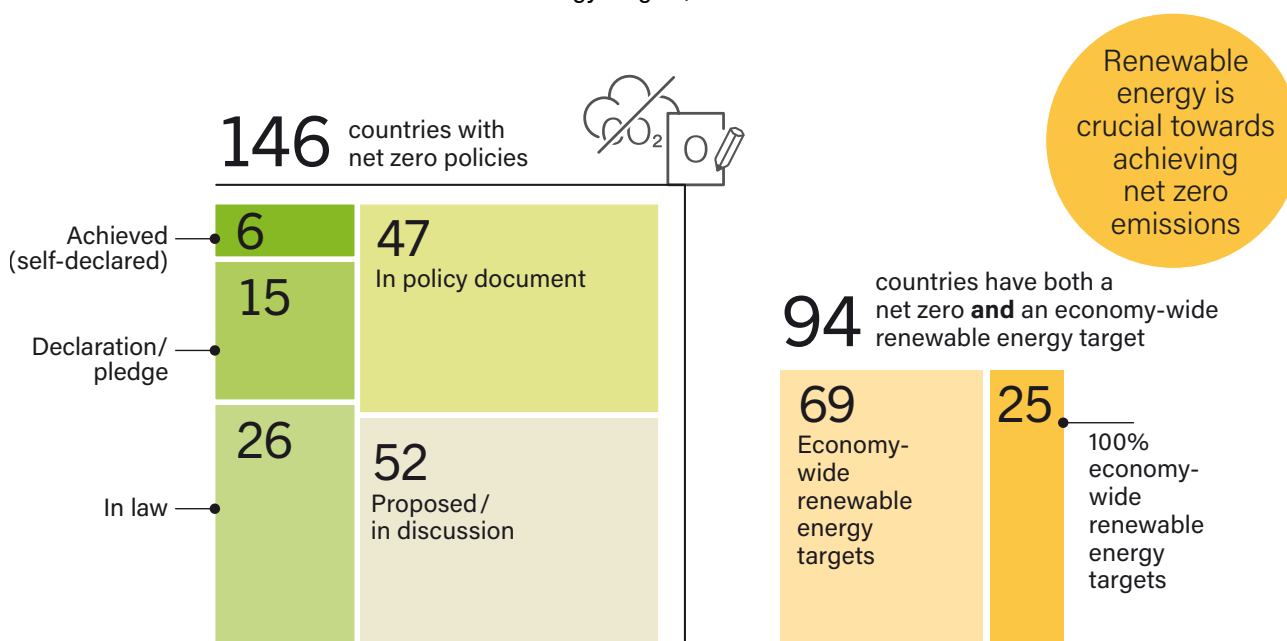 146
countries with
net zero policies
CO₂
0
Achieved
(self-declared)
6
Declaration/
pledge
15
In law
26
47
In policy document
52
Proposed/
in discussion
Renewable
energy is
crucial towards
achieving
net zero
emissions
94
countries have both a
net zero and an economy-wide
renewable energy target
69
Economy-
wide
renewable
energy
targets
25
100%
economy-
wide
renewable
energy
targets